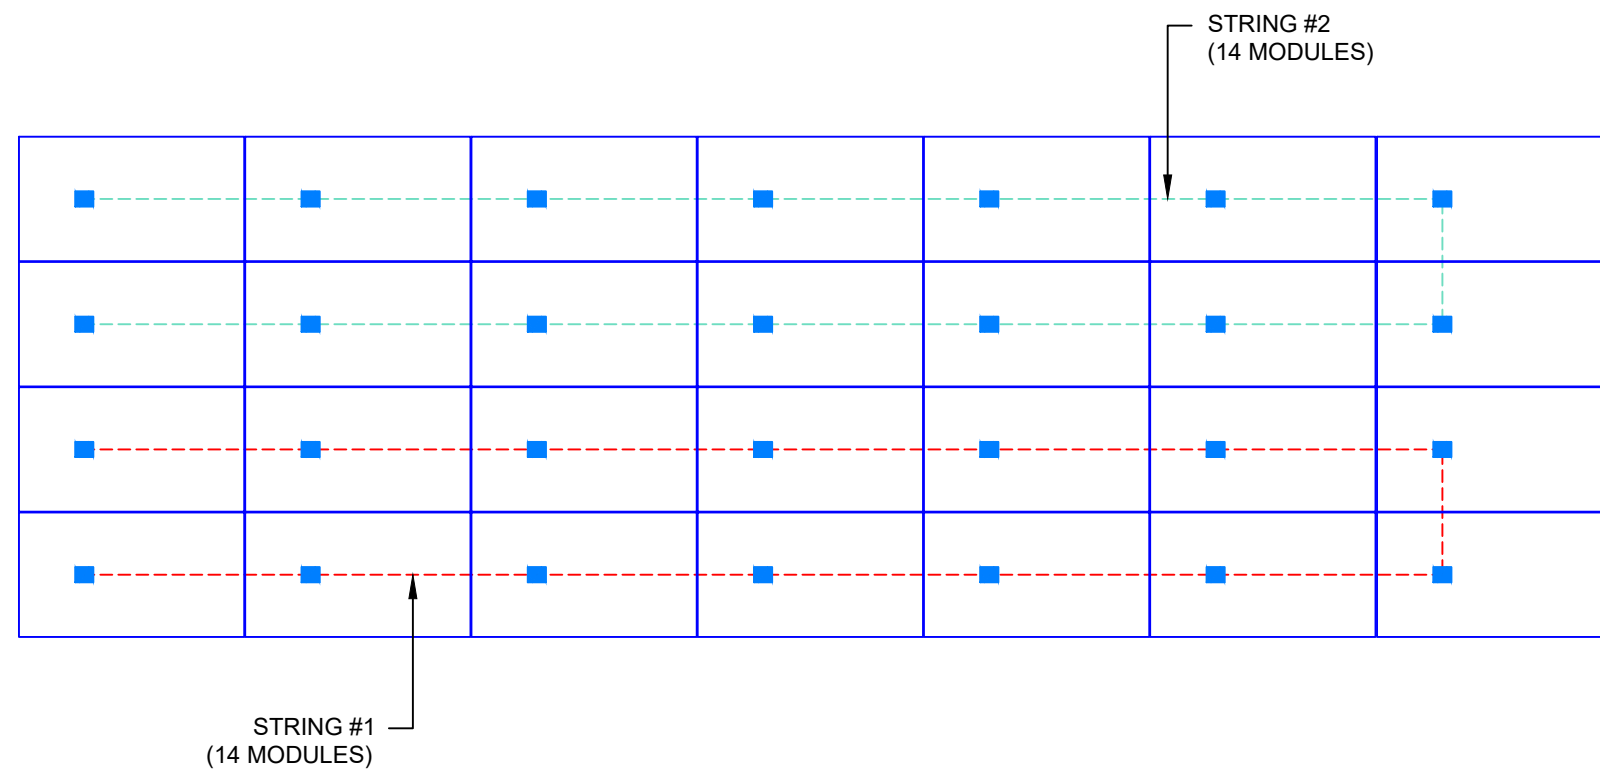 STRING #2
(14 MODULES)
STRING #1
(14 MODULES)